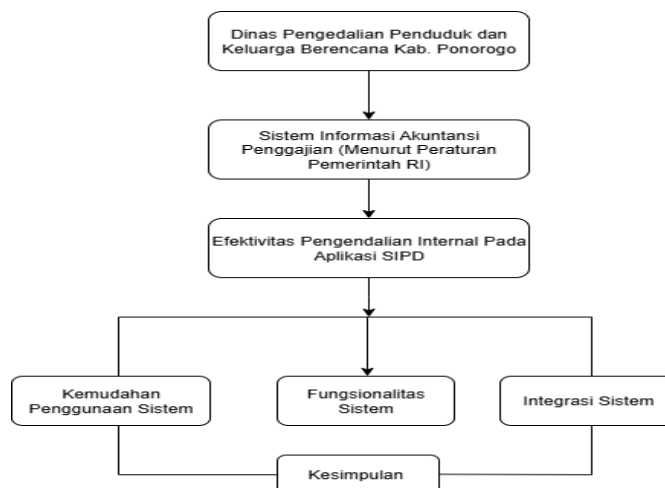 Dinas Pengedalian Penduduk dan
Keluarga Berencana Kab. Ponorogo
Sistem Informasi Akuntansi
Penggajian (Menurut Peraturan
Pemerintah RI)
Efektivitas Pengendalian Internal Pada
Aplikasi SIPD
Kemudahan
Penggunaan Sistem
Fungsionalitas
Sistem
Integrasi Sistem
Kesimpulan